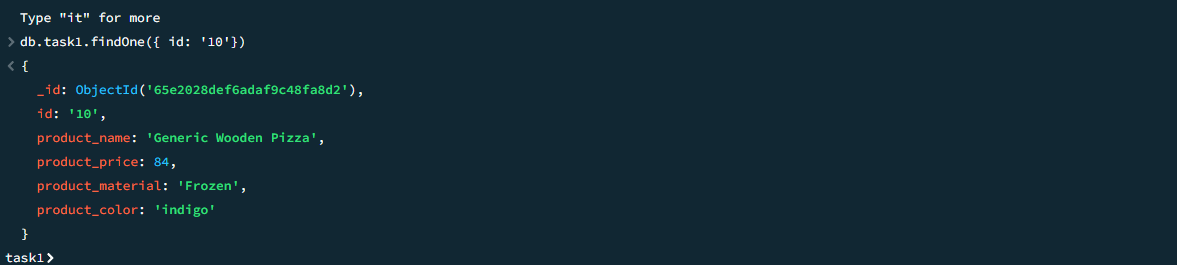 Type "it" for more
> db.task1.findOne({ id: '10'})
< {
_id: ObjectId('65e2028def6adaf9c48fa8d2'),
id: '10',
product_name: 'Generic Wooden Pizza',
product_price: 84,
product_material: 'Frozen',
product_color: 'indigo'
}
task1>